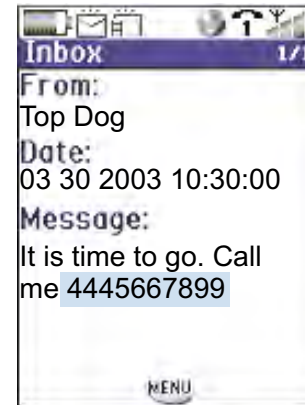 Inbox 1/1
From:
Top Dog
Date:
03 30 2003 10:30:00
Message:
It is time to go. Call
me 4445667899
MENU